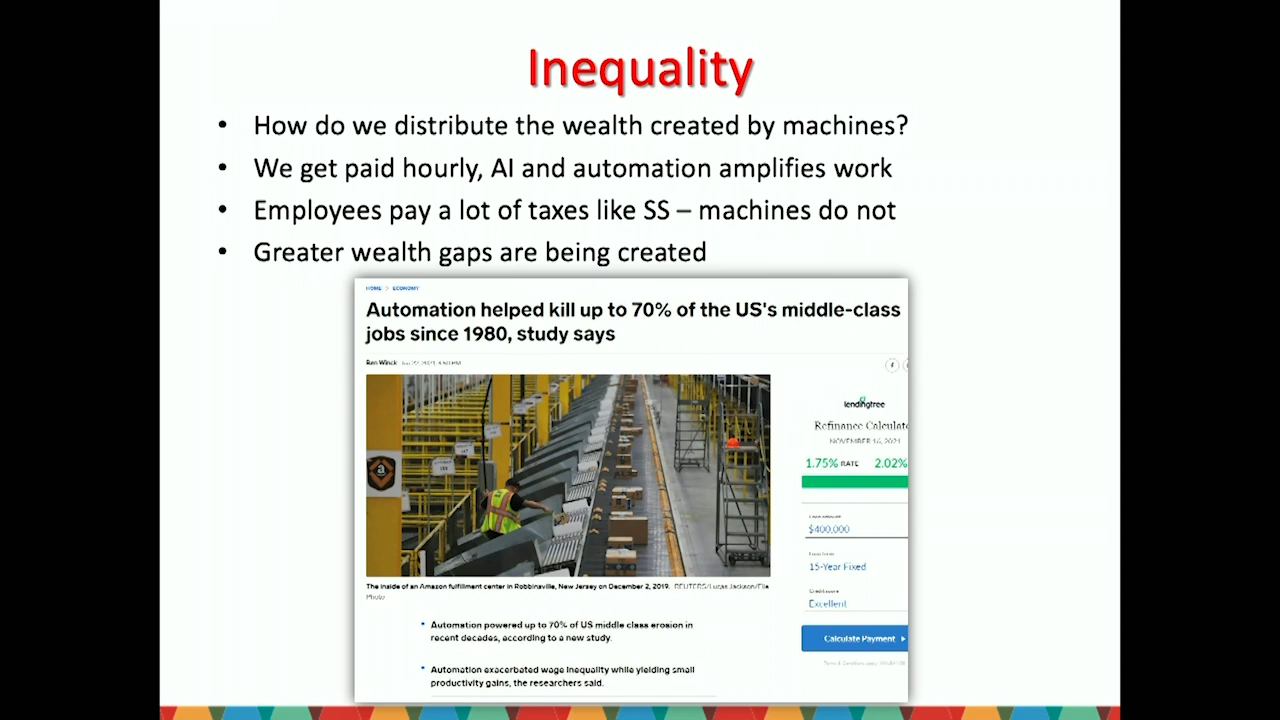 Inequality
• How do we distribute the wealth created by machines?
• We get paid hourly, AI and automation amplifies work
• Employees pay a lot of taxes like SS – machines do not
• Greater wealth gaps are being created
HOME > ECONOMY
Automation helped kill up to 70% of the US's middle-class
jobs since 1980, study says
Ben Winck
a
The inside of an Amazon fulfillment center in Robbinsville, New Jersey on December 2, 2019. REUTERS/Lucas Jackson/File
Photo
• Automation powered up to 70% of US middle class erosion in
recent decades, according to a new study.
• Automation exacerbated wage inequality while yielding small
productivity gains, the researchers said.
f
lendingtree
Refinance Calculato
NOVEMBER 16, 2021
1.75% RATE 2.02%
$400,000
15-Year Fixed
Credit score
Excellent
Calculate Payment